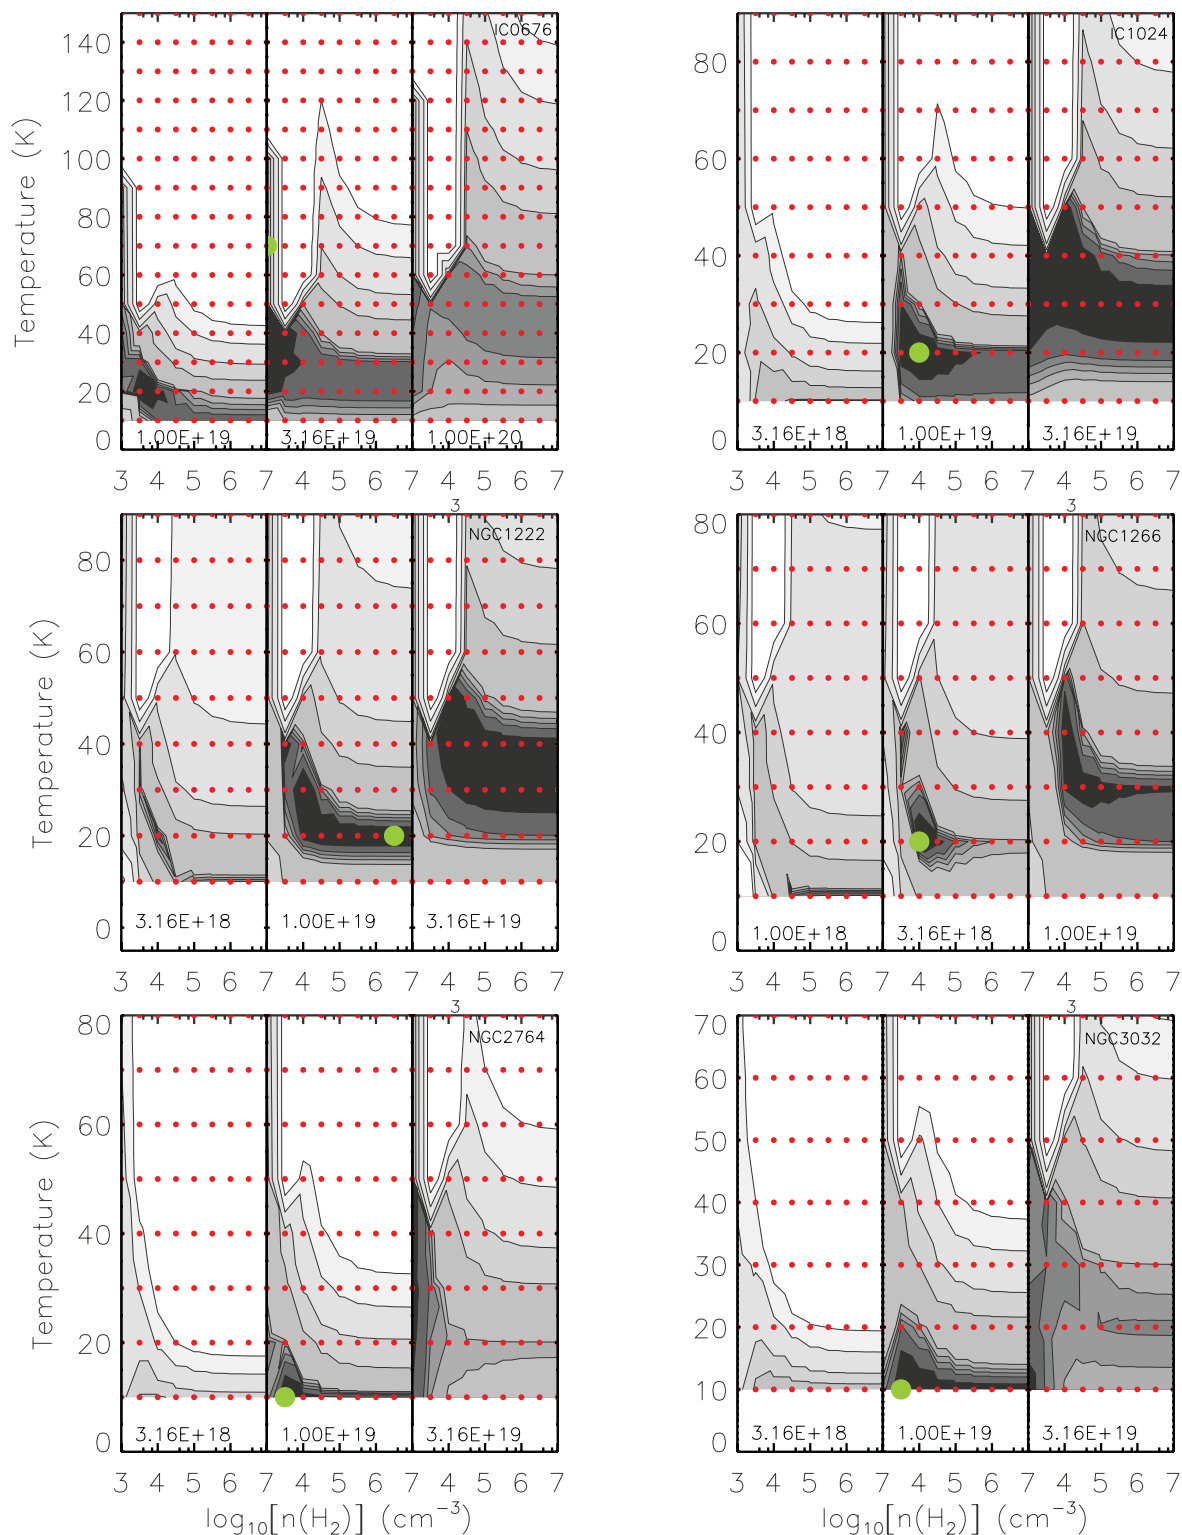 IC0676
140
120
100
80
60
40
20
0
Temperature (K)
1.00E+19 3.16E+19 1.00E+20
3 4 5 6 7 4 5 6 7 4 5 6 7
3
IC1024
80
60
40
20
0
3.16E+18 1.00E+19 3.16E+19
3 4 5 6 7 4 5 6 7 4 5 6 7
3
NGC1222
80
60
40
20
0
Temperature (K)
3.16E+18 1.00E+19 3.16E+19
3 4 5 6 7 4 5 6 7 4 5 6 7
3
NGC1266
80
60
40
20
0
1.00E+18 3.16E+18 1.00E+19
3 4 5 6 7 4 5 6 7 4 5 6 7
3
NGC2764
80
60
40
20
0
Temperature (K)
3.16E+18 1.00E+19 3.16E+19
3 4 5 6 7 4 5 6 7 4 5 6 7
log₁₀[n(H₂)] (cm⁻³)
NGC3032
70
60
50
40
30
20
10
0
3.16E+18 1.00E+19 3.16E+19
3 4 5 6 7 4 5 6 7 4 5 6 7
log₁₀[n(H₂)] (cm⁻³)